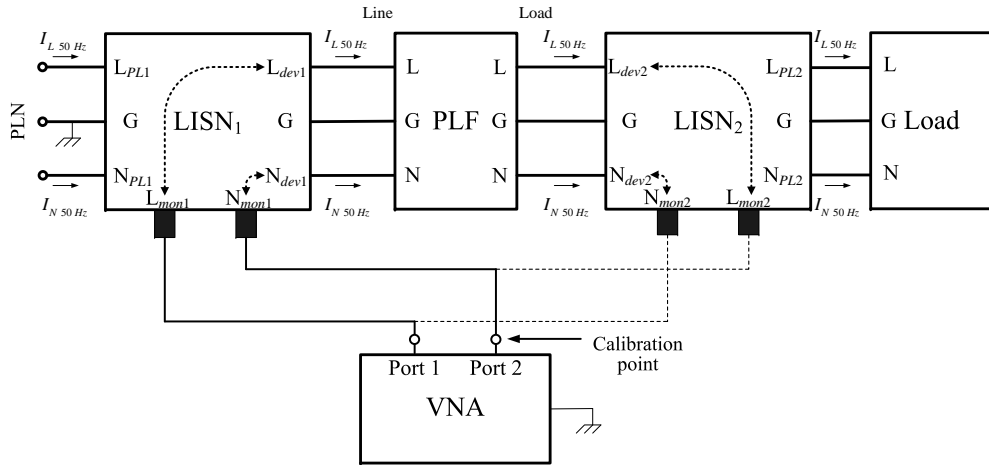 Line
Load
I_L 50 Hz
I_L 50 Hz
I_L 50 Hz
I_L 50 Hz
PLN
L_PL1
G
N_PL1
LISN_1
L_dev1
G
N_dev1
L_mon1
N_mon1
L
G
N
PLF
L
G
N
L_dev2
G
N_dev2
LISN_2
L_PL2
G
N_PL2
N_mon2
L_mon2
L
G
N
Load
I_N 50 Hz
I_N 50 Hz
I_N 50 Hz
I_N 50 Hz
Calibration
point
Port 1
Port 2
VNA